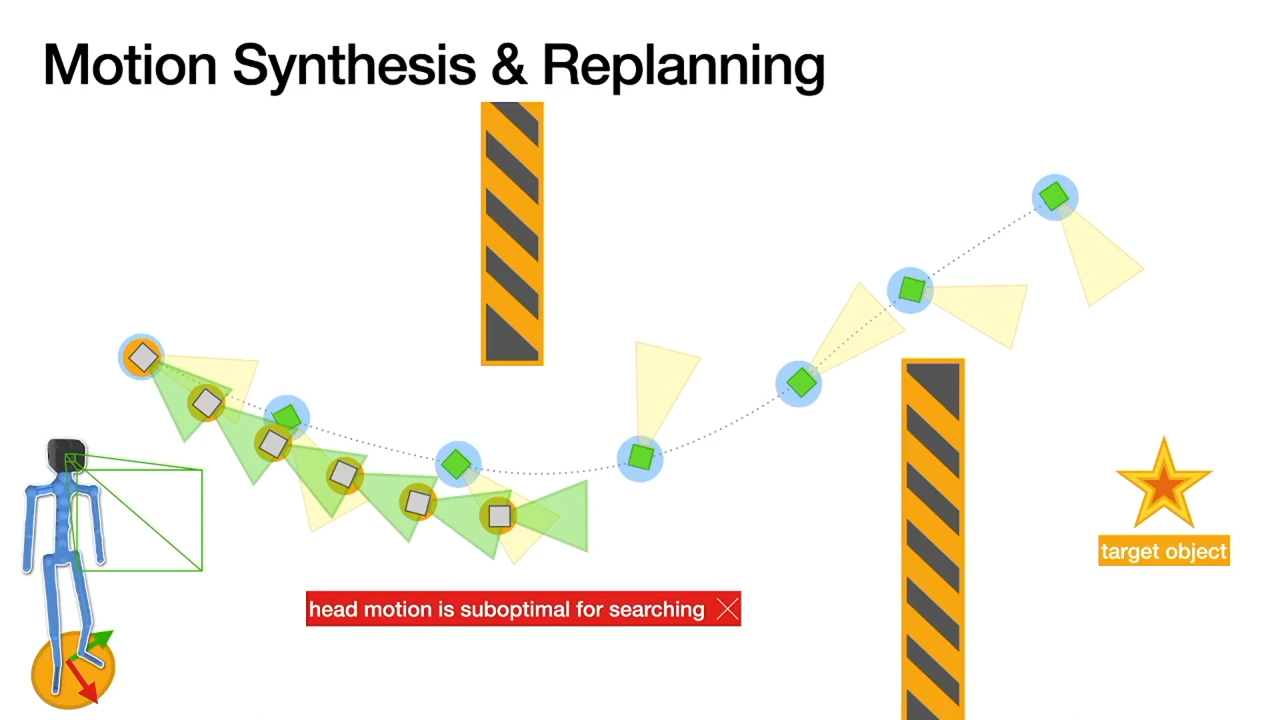 Motion Synthesis & Replanning
target object
head motion is suboptimal for searching